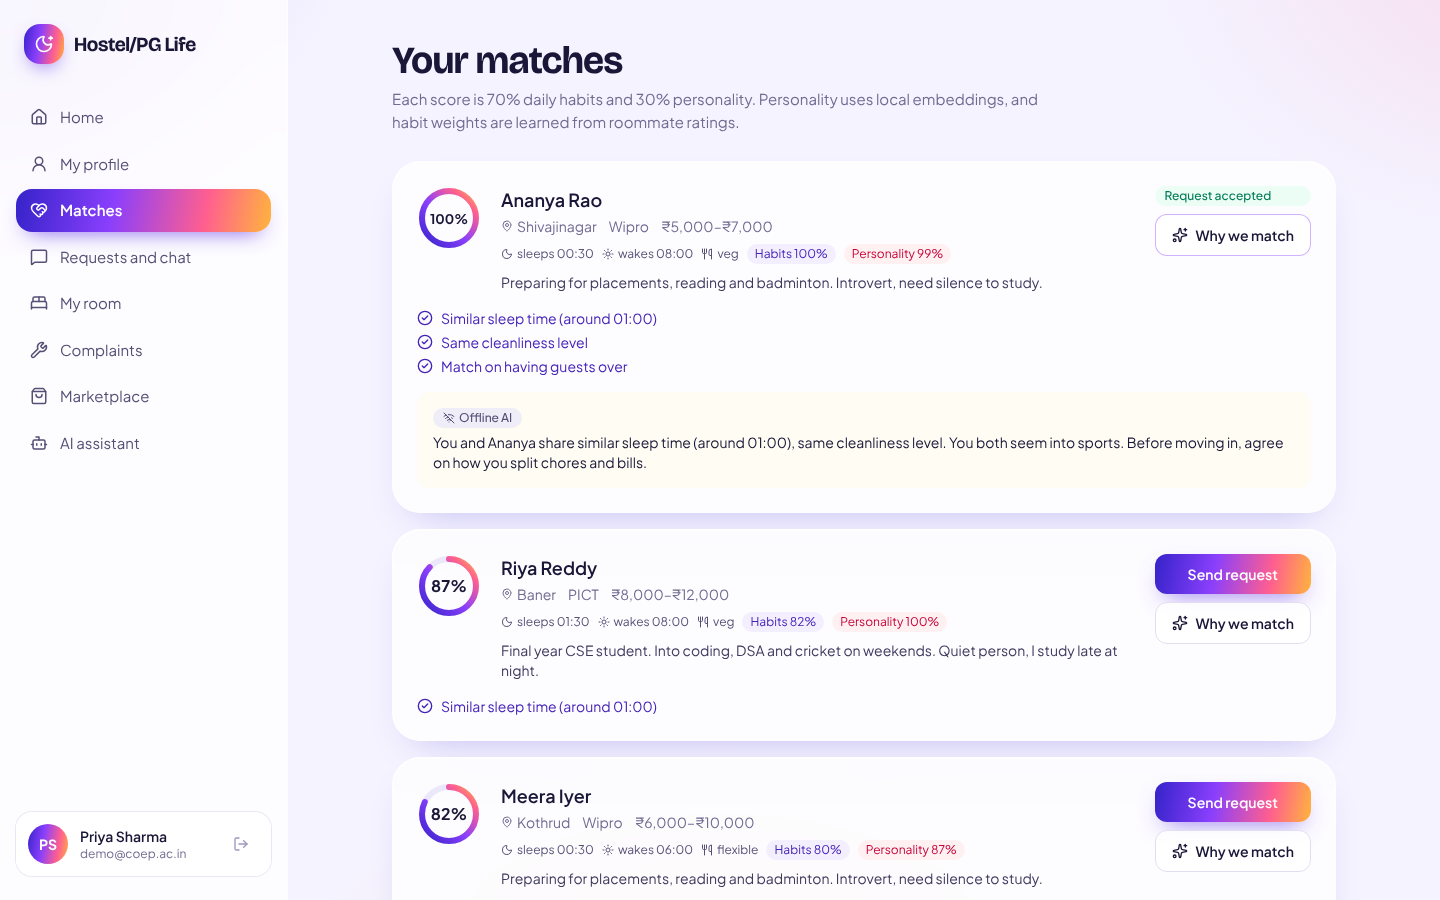 Hostel/PG Life
Home
My profile
Matches
Requests and chat
My room
Complaints
Marketplace
AI assistant
PS
Priya Sharma
demo@coep.ac.in
Your matches
Each score is 70% daily habits and 30% personality. Personality uses local embeddings, and
habit weights are learned from roommate ratings.
100%
Ananya Rao
Shivajinagar Wipro ₹5,000–₹7,000
sleeps 00:30 wakes 08:00 veg Habits 100% Personality 99%
Preparing for placements, reading and badminton. Introvert, need silence to study.
Request accepted
Why we match
Similar sleep time (around 01:00)
Same cleanliness level
Match on having guests over
Offline AI
You and Ananya share similar sleep time (around 01:00), same cleanliness level. You both seem into sports. Before moving in, agree
on how you split chores and bills.
87%
Riya Reddy
Baner PICT ₹8,000–₹12,000
sleeps 01:30 wakes 08:00 veg Habits 82% Personality 100%
Final year CSE student. Into coding, DSA and cricket on weekends. Quiet person, I study late at
night.
Send request
Why we match
Similar sleep time (around 01:00)
82%
Meera Iyer
Kothrud Wipro ₹6,000–₹10,000
sleeps 00:30 wakes 06:00 flexible Habits 80% Personality 87%
Preparing for placements, reading and badminton. Introvert, need silence to study.
Send request
Why we match